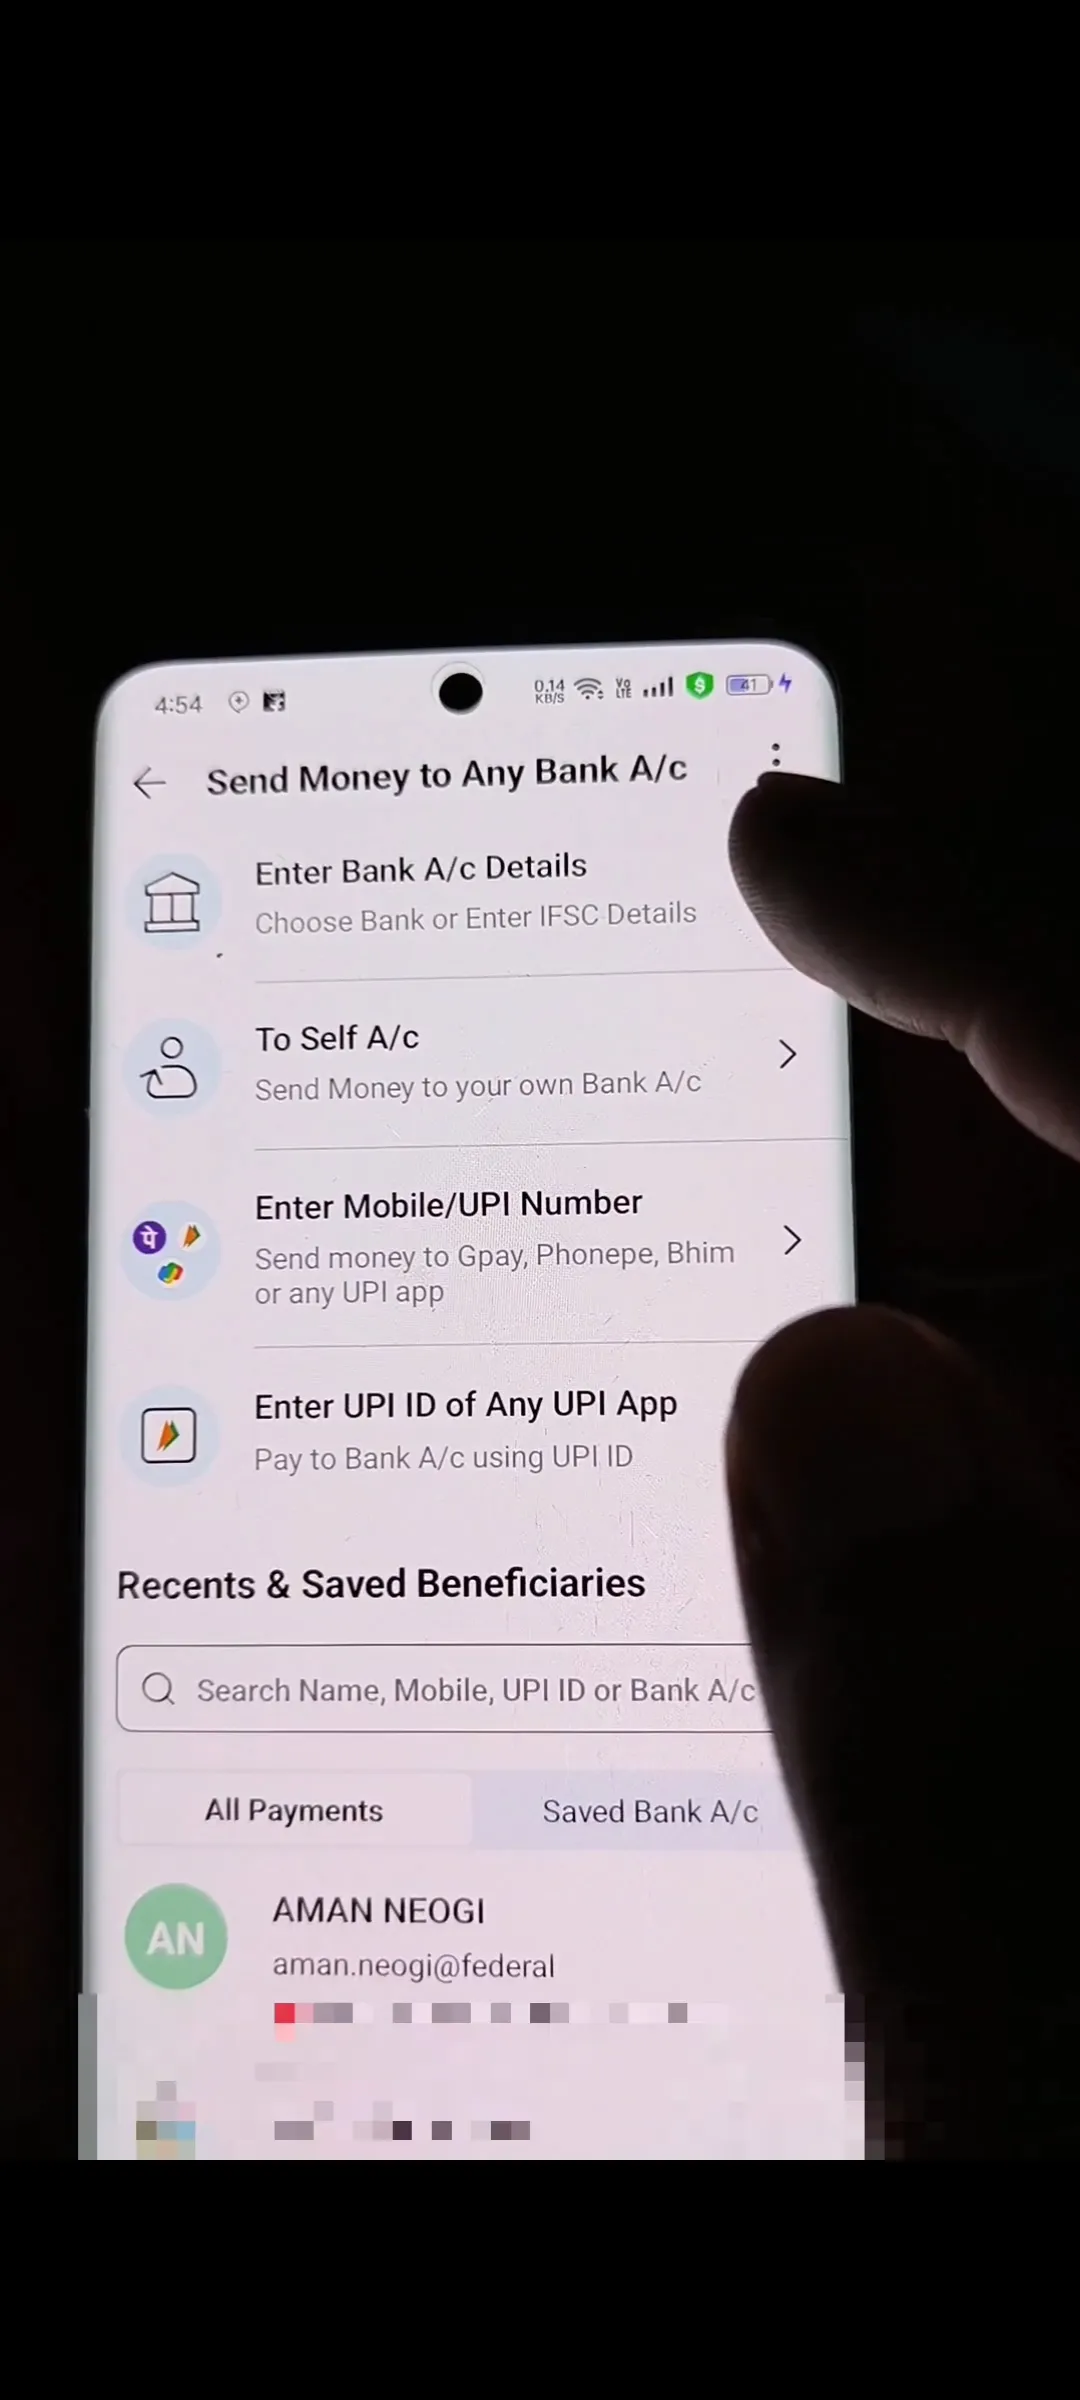 4:54
0.14
KB/S
Vo
LTE
41
Send Money to Any Bank A/c
Enter Bank A/c Details
Choose Bank or Enter IFSC Details
To Self A/c
Send Money to your own Bank A/c
Enter Mobile/UPI Number
पे
Send money to Gpay, Phonepe, Bhim
or any UPI app
Enter UPI ID of Any UPI App
Pay to Bank A/c using UPI ID
Recents & Saved Beneficiaries
Search Name, Mobile, UPI ID or Bank A/c
All Payments
Saved Bank A/c
AN
AMAN NEOGI
aman.neogi@federal